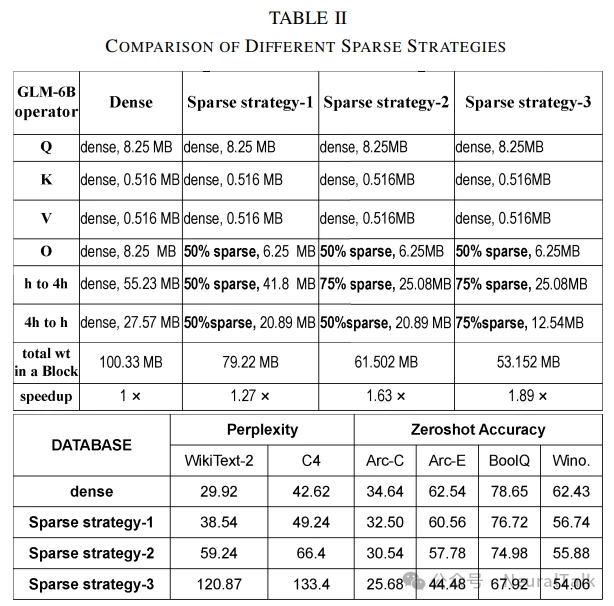 TABLE II
COMPARISON OF DIFFERENT SPARSE STRATEGIES
GLM-6B operator Dense Sparse strategy-1 Sparse strategy-2 Sparse strategy-3
Q dense, 8.25 MB dense, 8.25 MB dense, 8.25MB dense, 8.25MB
K dense, 0.516 MB dense, 0.516 MB dense, 0.516MB dense, 0.516MB
V dense, 0.516 MB dense, 0.516 MB dense, 0.516MB dense, 0.516MB
O dense, 8.25 MB 50% sparse, 6.25 MB 50% sparse, 6.25MB 50% sparse, 6.25MB
h to 4h dense, 55.23 MB 50% sparse, 41.8 MB 75% sparse, 25.08MB 75% sparse, 25.08MB
4h to h dense, 27.57 MB 50%sparse, 20.89 MB 50%sparse, 20.89 MB 75%sparse, 12.54MB
total wt in a Block 100.33 MB 79.22 MB 61.502 MB 53.152 MB
speedup 1 × 1.27 × 1.63 × 1.89 ×
DATABASE Perplexity Zeroshot Accuracy
WikiText-2 C4 Arc-C Arc-E BoolQ Wino.
dense 29.92 42.62 34.64 62.54 78.65 62.43
Sparse strategy-1 38.54 49.24 32.50 60.56 76.72 56.74
Sparse strategy-2 59.24 66.4 30.54 57.78 74.98 55.88
Sparse strategy-3 120.87 133.4 25.68 44.48 67.92 54.06
公众号 · NeuralTalk